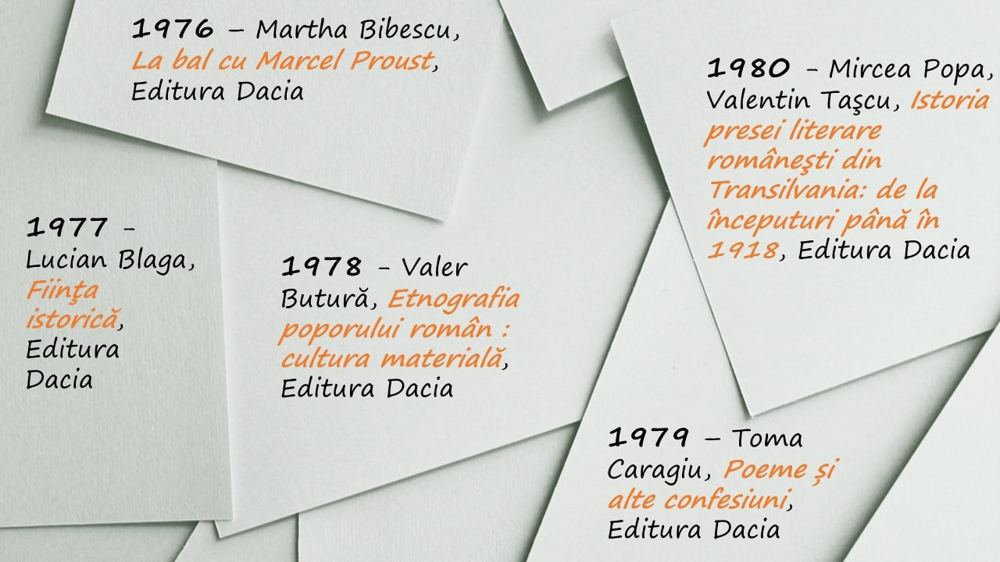 1976 – Martha Bibescu,
La bal cu Marcel Proust,
Editura Dacia
1977 -
Lucian Blaga,
Fiinţa
istorică,
Editura
Dacia
1978 - Valer
Butură, Etnografia
poporului român :
cultura materială,
Editura Dacia
1979 – Toma
Caragiu, Poeme și
alte confesiuni,
Editura Dacia
1980 - Mircea Popa,
Valentin Taşcu, Istoria
presei literare
româneşti din
Transilvania: de la
începuturi până în
1918, Editura Dacia